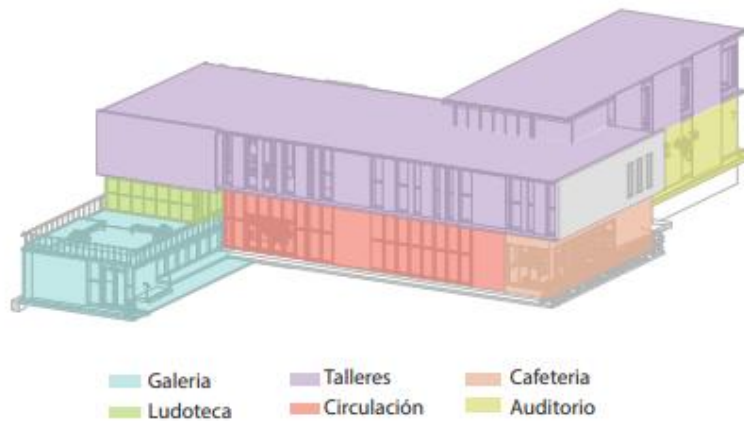 Galeria
Talleres
Cafeteria
Ludoteca
Circulación
Auditorio